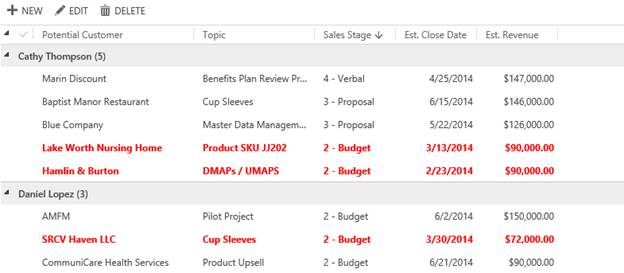 NEW EDIT DELETE
Potential Customer Topic Sales Stage Est. Close Date Est. Revenue
Cathy Thompson (5)
Marin Discount Benefits Plan Review Pr... 4 - Verbal 4/25/2014 $147,000.00
Baptist Manor Restaurant Cup Sleeves 3 - Proposal 6/15/2014 $146,000.00
Blue Company Master Data Managem... 3 - Proposal 5/22/2014 $126,000.00
Lake Worth Nursing Home Product SKU JJ202 2 - Budget 3/13/2014 $90,000.00
Hamlin & Burton DMAPs / UMAPS 2 - Budget 2/23/2014 $90,000.00
Daniel Lopez (3)
AMFM Pilot Project 2 - Budget 6/2/2014 $150,000.00
SRCV Haven LLC Cup Sleeves 2 - Budget 3/30/2014 $72,000.00
CommuniCare Health Services Product Upsell 2 - Budget 6/21/2014 $90,000.00